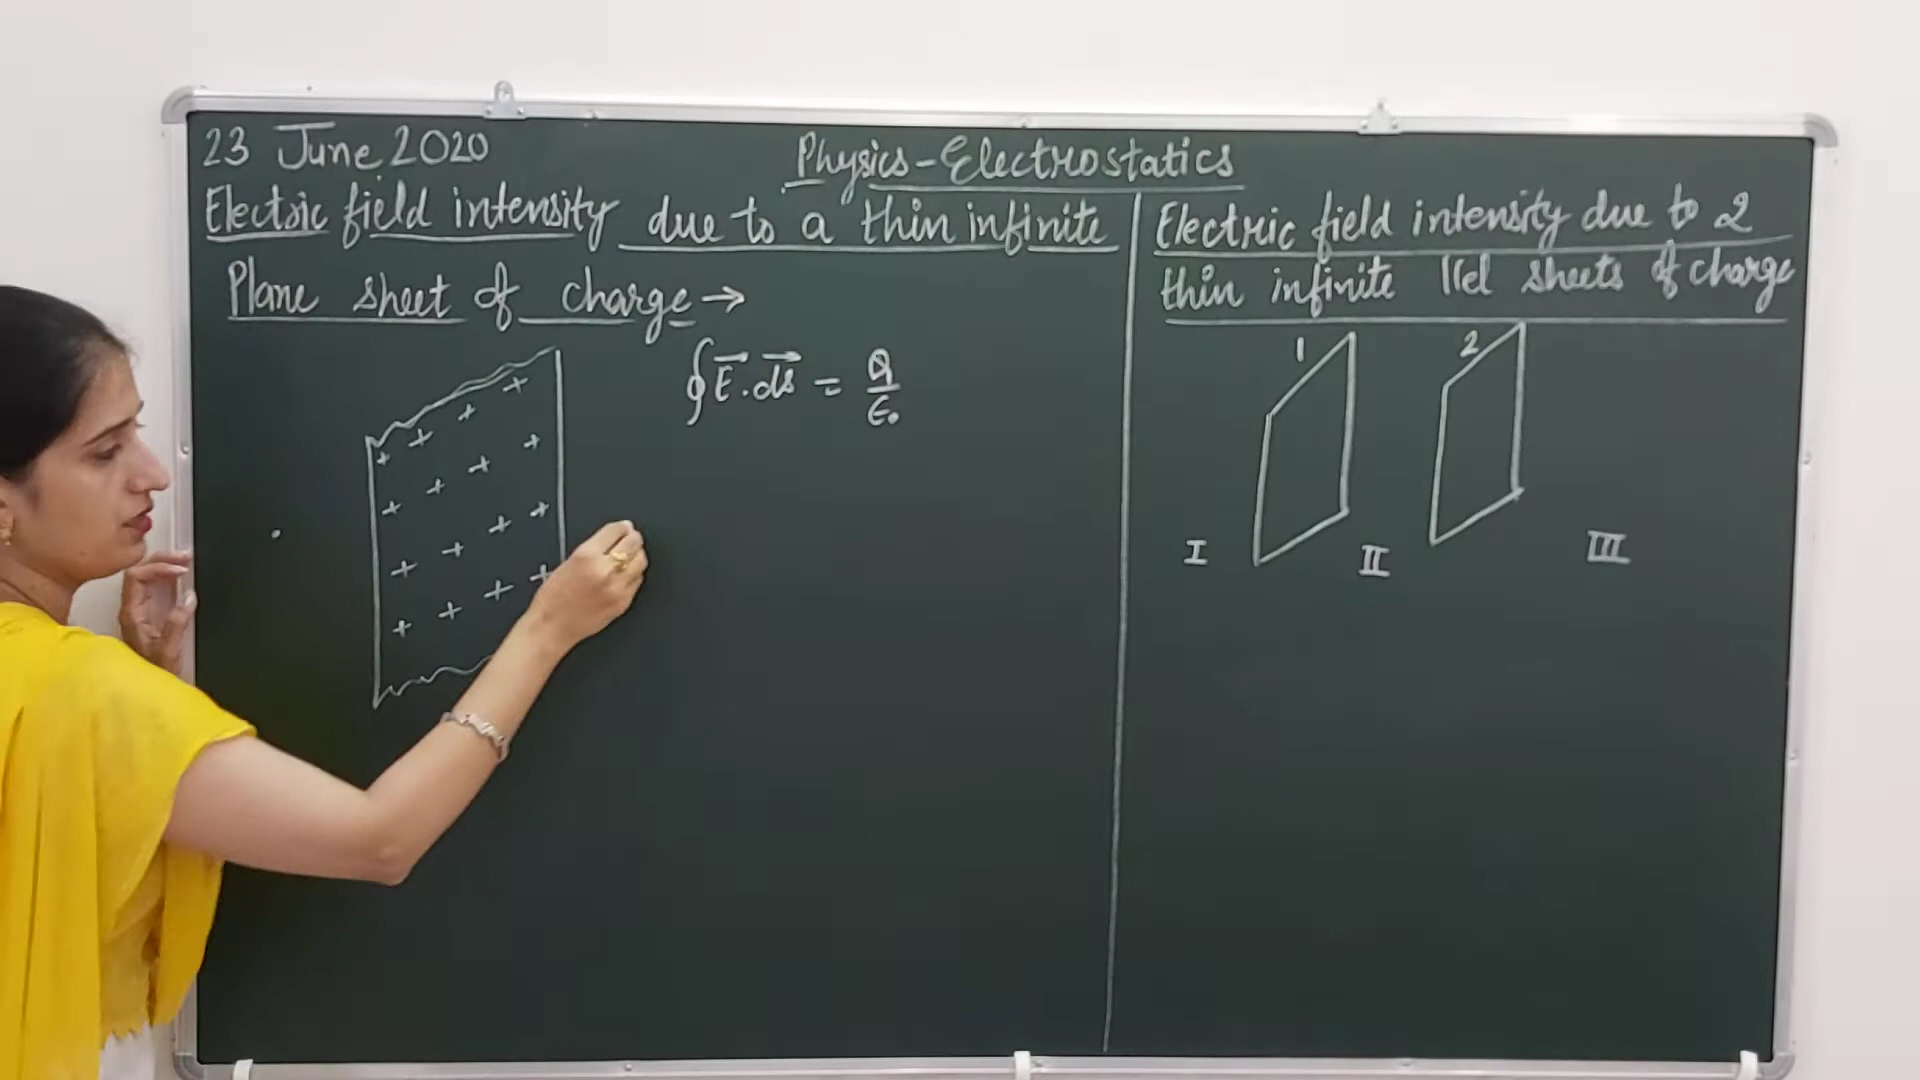 23 June 2020
Physics-Electrostatics
Electric field intensity due to a thin infinite
Plane sheet of charge →
∮E⃗.ds⃗ = Q/ε₀
+ + + +
+ + + +
+ + + +
+ + + +
Electric field intensity due to 2
thin infinite llel sheets of charge
1 2
I II III